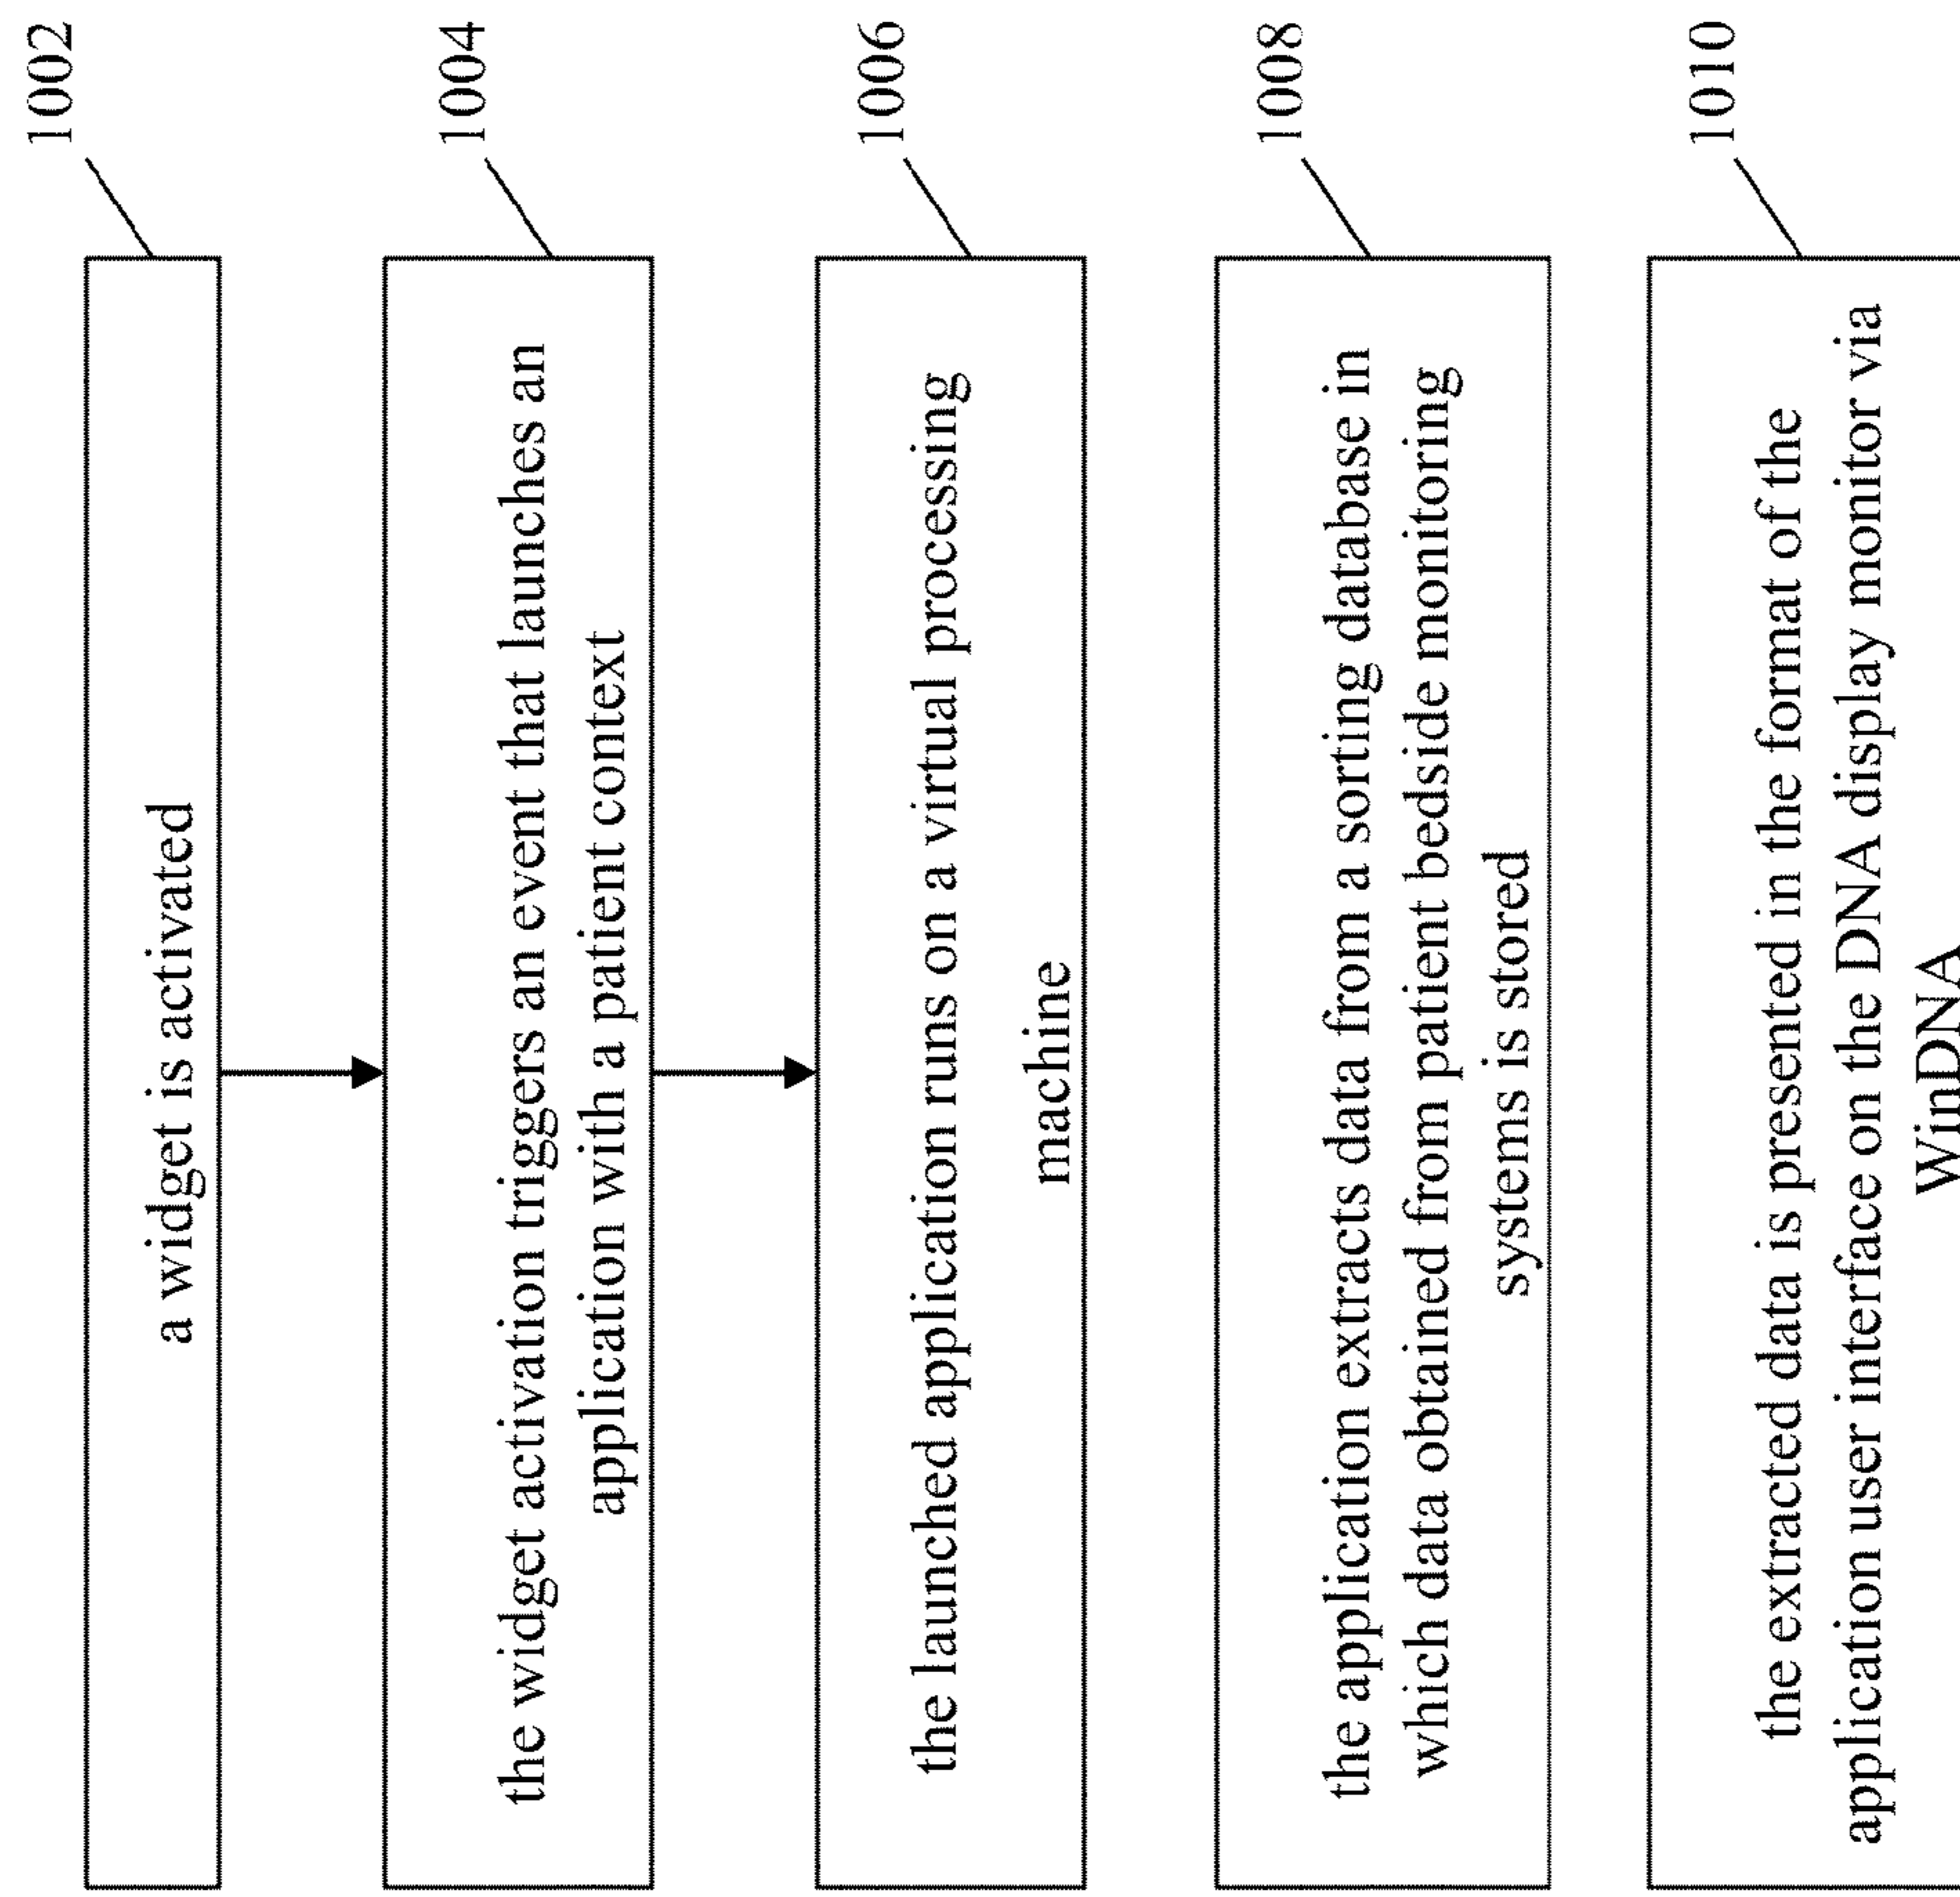 1002
a widget is activated
1004
the widget activation triggers an event that launches an
application with a patient context
1006
the launched application runs on a virtual processing
machine
1008
the application extracts data from a sorting database in
which data obtained from patient bedside monitoring
systems is stored
1010
the extracted data is presented in the format of the
application user interface on the DNA display monitor via
WinDNA